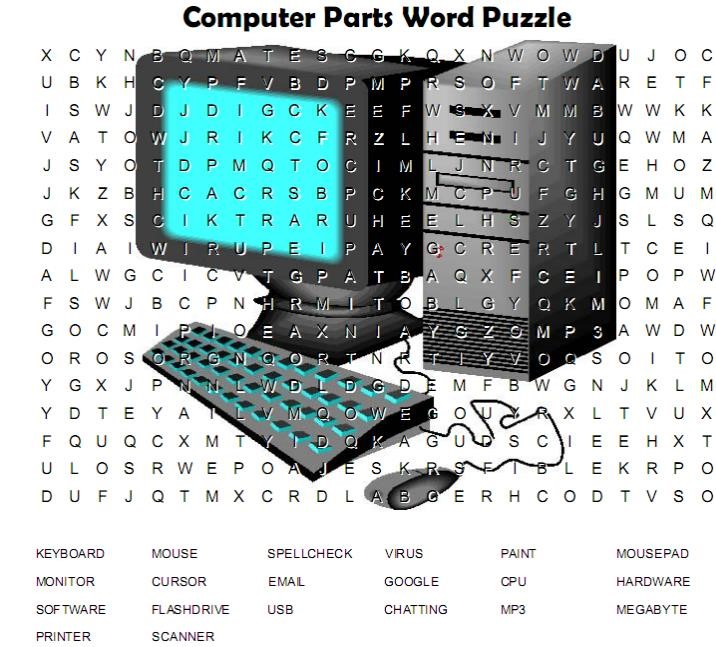 Computer Parts Word Puzzle
X C Y N B Q M A T E S C G K Q X N W O W D U J O C
U B K H C Y P F V B D P M P R S O F T W A R E T F
I S W J D J D I G C K E E F W S X V M M B W W K K
V A T O W J R I K C F R Z L H E N I J Y U Q W M A
J S Y O T D P M Q T O C I M L J N R C T G E H O Z
J K Z B H C A C R S B P C K M C P U F G H G M U M
G F X S C I K T R A R U H E E L H S Z Y J S L S Q
D I A I W I R U P E I P A Y G C R E R T L T C E I
A L W G C I C V T G P A T B A Q X F C E I P O P W
F S W J B C P N H R M I T O B L G Y Q K M O M A F
G O C M I P I O E A X N I A Y G Z O M P 3 A W D W
O R O S O R G N Q O R T N R T I Y V O Q S O I T O
Y G X J P N N L W D L D G D E M F B W G N J K L M
Y D T E Y A I L V M Q O W E G O U Y R X L T V U X
F Q U Q C X M T Y I D Q K A G U D S C I E E H X T
U L O S R W E P O A J E S K R S F I B L E K R P O
D U F J Q T M X C R D L A B G E R H C O D T V S O
KEYBOARD MOUSE SPELLCHECK VIRUS PAINT MOUSEPAD
MONITOR CURSOR EMAIL GOOGLE CPU HARDWARE
SOFTWARE FLASHDRIVE USB CHATTING MP3 MEGABYTE
PRINTER SCANNER